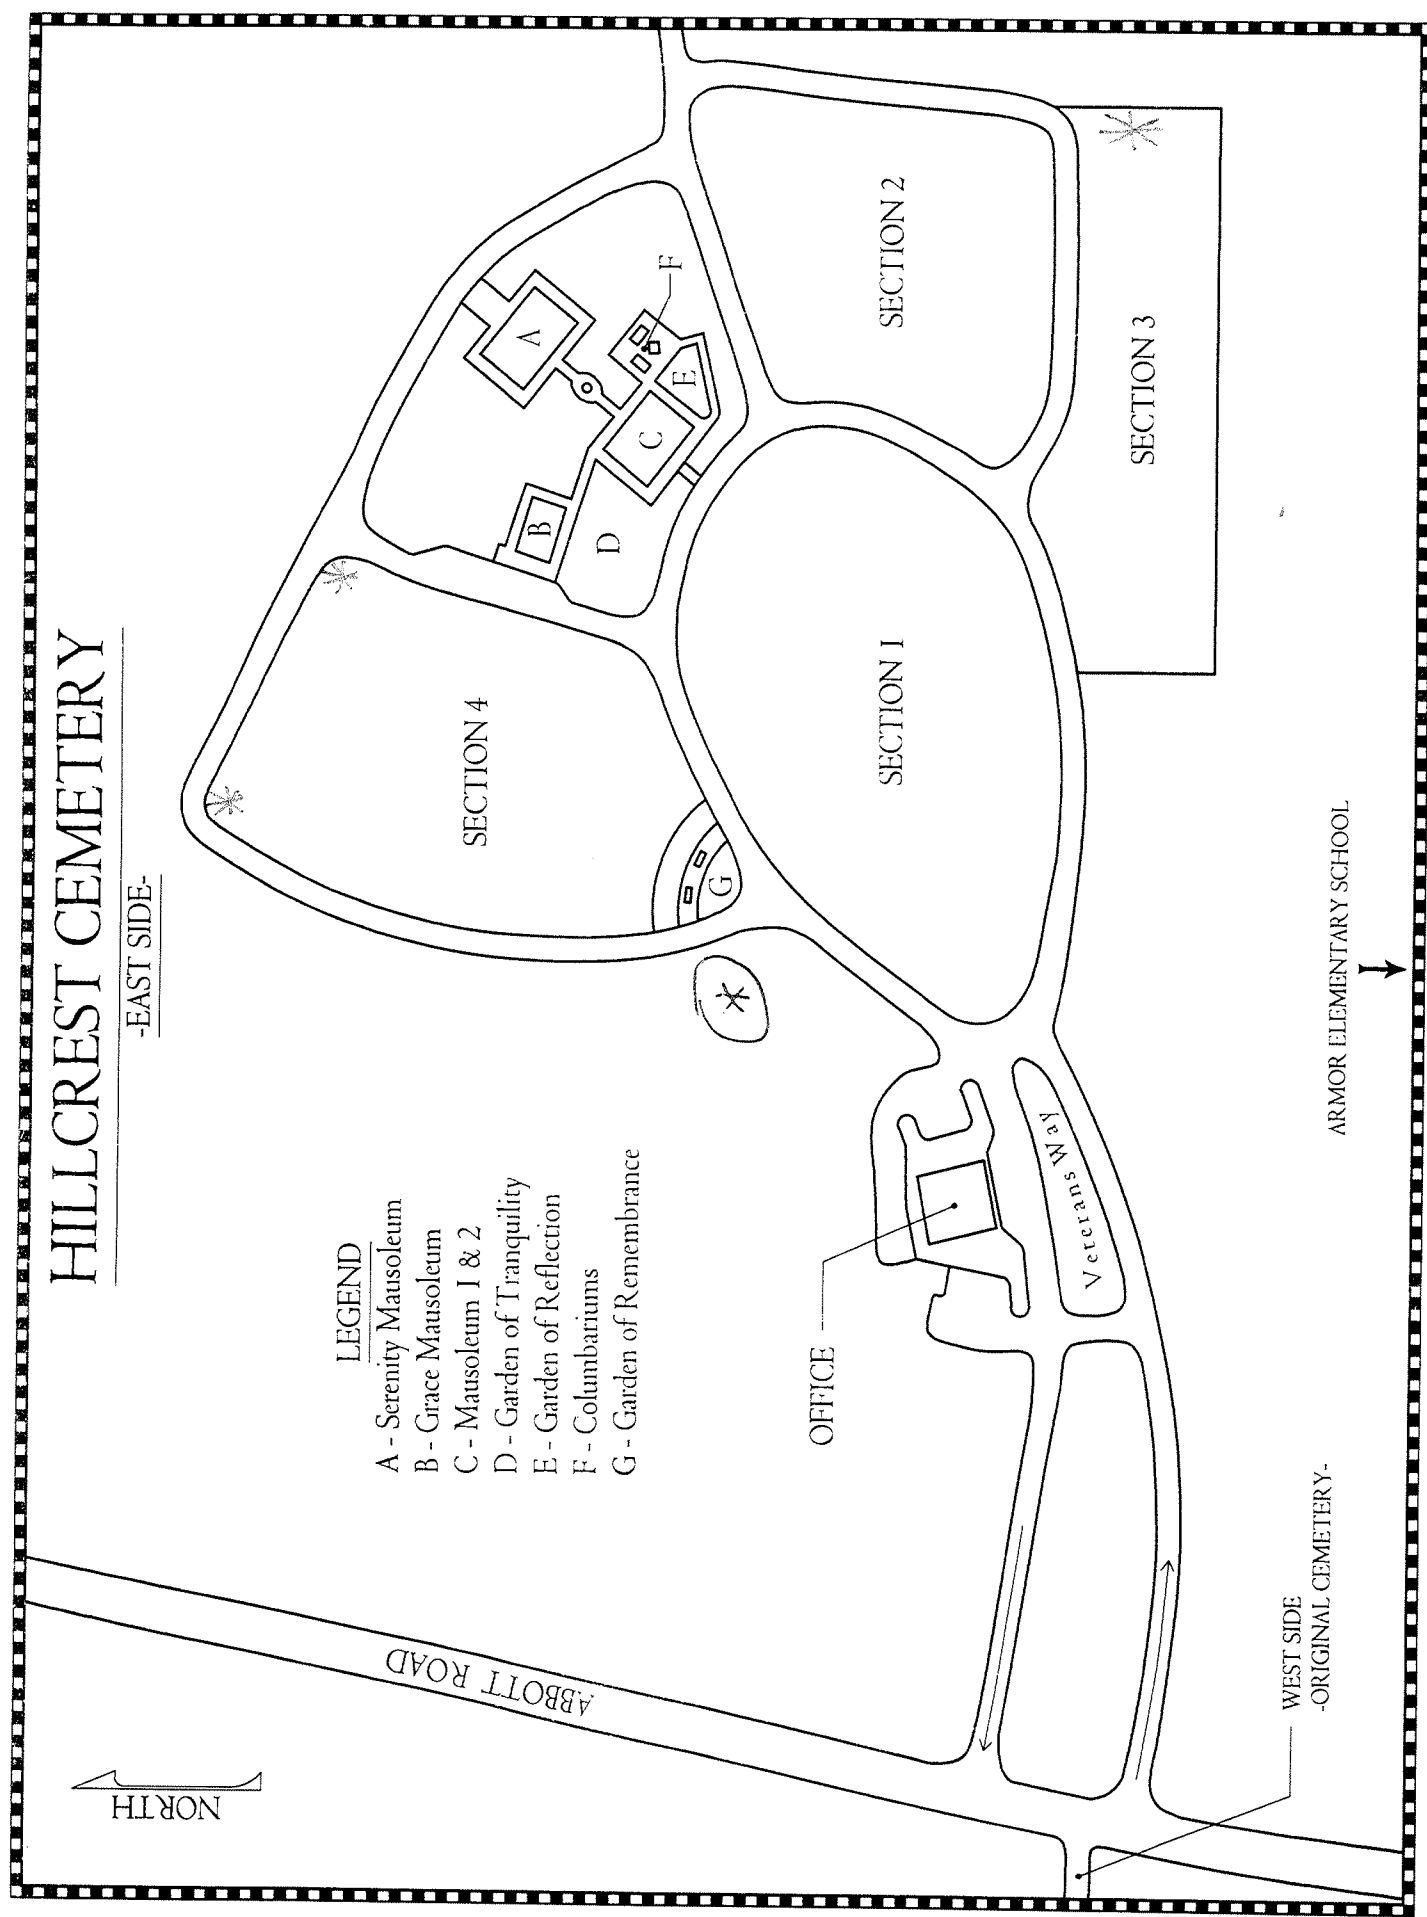 HILLCREST CEMETERY
-EAST SIDE-
NORTH
ABBOTT ROAD
LEGEND
A - Serenity Mausoleum
B - Grace Mausoleum
C - Mausoleum 1 & 2
D - Garden of Tranquility
E - Garden of Reflection
F - Columbariums
G - Garden of Remembrance
SECTION 4
A
B
C
D
E
F
G
SECTION 1
SECTION 2
SECTION 3
OFFICE
Veterans Way
WEST SIDE
-ORIGINAL CEMETERY-
ARMOR ELEMENTARY SCHOOL